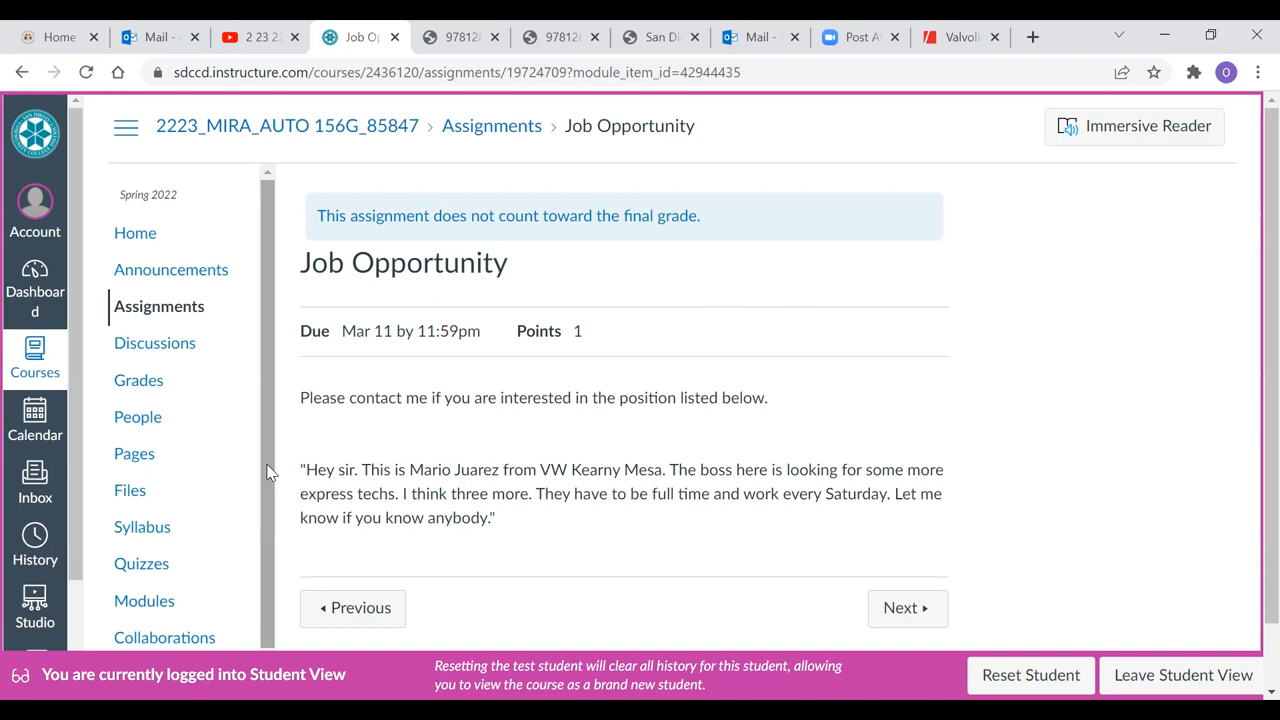 Home
Mail -
2 23 2
Job Op
97812
97812
San Di
Mail -
Post A
Valvoli
sdccd.instructure.com/courses/2436120/assignments/19724709?module_item_id=42944435
O
2223_MIRA_AUTO 156G_85847 › Assignments › Job Opportunity
Immersive Reader
Account
Dashboar
d
Courses
Calendar
Inbox
History
Studio
Spring 2022
Home
Announcements
Assignments
Discussions
Grades
People
Pages
Files
Syllabus
Quizzes
Modules
Collaborations
This assignment does not count toward the final grade.
Job Opportunity
Due Mar 11 by 11:59pm Points 1
Please contact me if you are interested in the position listed below.
"Hey sir. This is Mario Juarez from VW Kearny Mesa. The boss here is looking for some more
express techs. I think three more. They have to be full time and work every Saturday. Let me
know if you know anybody."
Previous
Next
You are currently logged into Student View
Resetting the test student will clear all history for this student, allowing
you to view the course as a brand new student.
Reset Student
Leave Student View